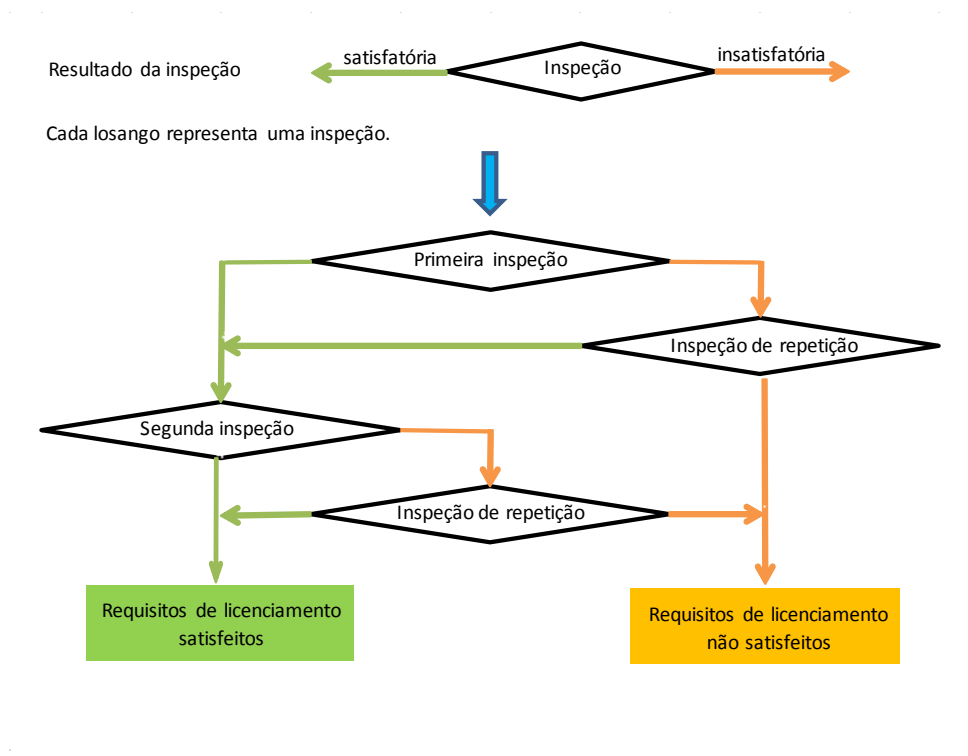 satisfatória
Inspeção
insatisfatória
Resultado da inspeção
Cada losango representa uma inspeção.
Primeira inspeção
Inspeção de repetição
Segunda inspeção
Inspeção de repetição
Requisitos de licenciamento
satisfeitos
Requisitos de licenciamento
não satisfeitos